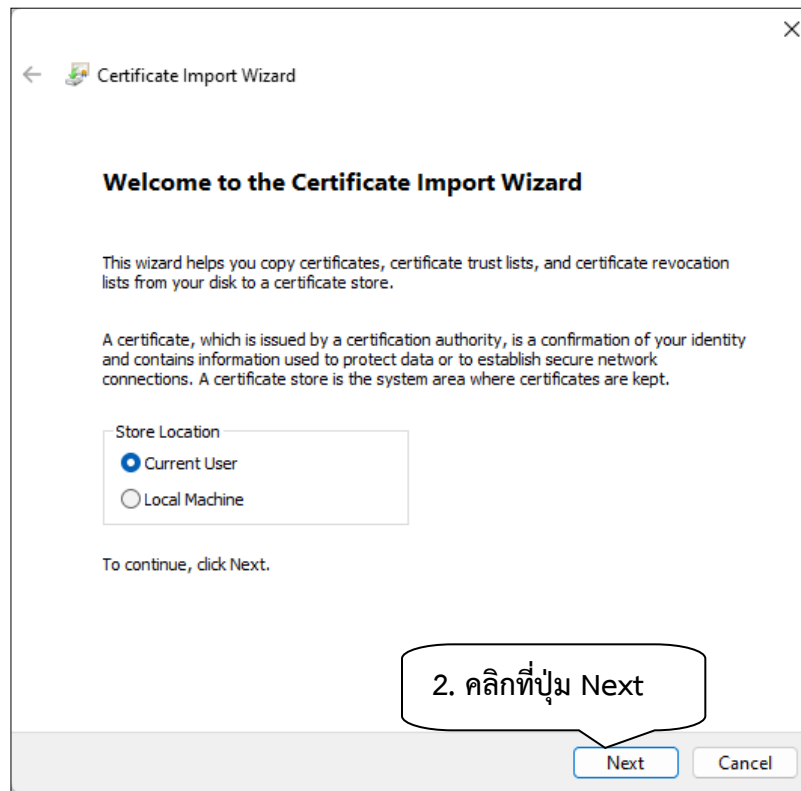 Certificate Import Wizard
Welcome to the Certificate Import Wizard
This wizard helps you copy certificates, certificate trust lists, and certificate revocation
lists from your disk to a certificate store.
A certificate, which is issued by a certification authority, is a confirmation of your identity
and contains information used to protect data or to establish secure network
connections. A certificate store is the system area where certificates are kept.
Store Location
Current User
Local Machine
To continue, click Next.
2. คลิกที่ปุ่ม Next
Next Cancel